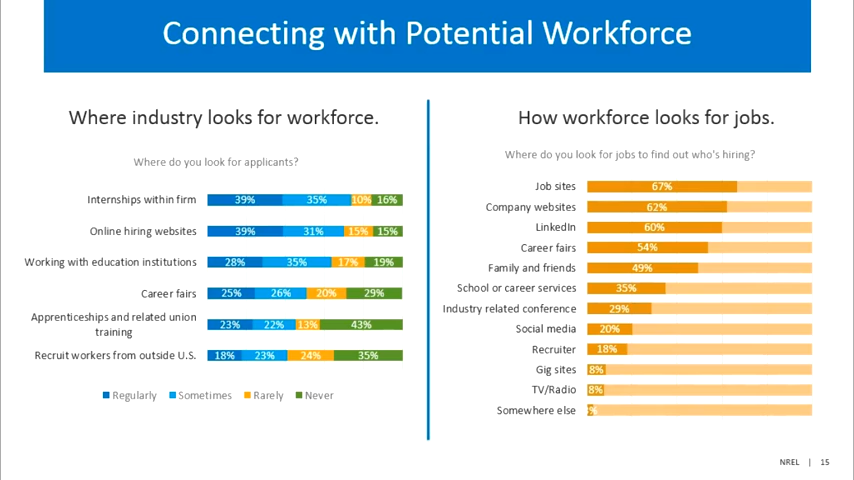 Connecting with Potential Workforce
Where industry looks for workforce.
Where do you look for applicants?
Internships within firm 39% 35% 10% 16%
Online hiring websites 39% 31% 15% 15%
Working with education institutions 28% 35% 17% 19%
Career fairs 25% 26% 20% 29%
Apprenticeships and related union
training 23% 22% 13% 43%
Recruit workers from outside U.S. 18% 23% 24% 35%
Regularly Sometimes Rarely Never
How workforce looks for jobs.
Where do you look for jobs to find out who's hiring?
Job sites 67%
Company websites 62%
LinkedIn 60%
Career fairs 54%
Family and friends 49%
School or career services 35%
Industry related conference 29%
Social media 20%
Recruiter 18%
Gig sites 8%
TV/Radio 8%
Somewhere else
NREL | 15